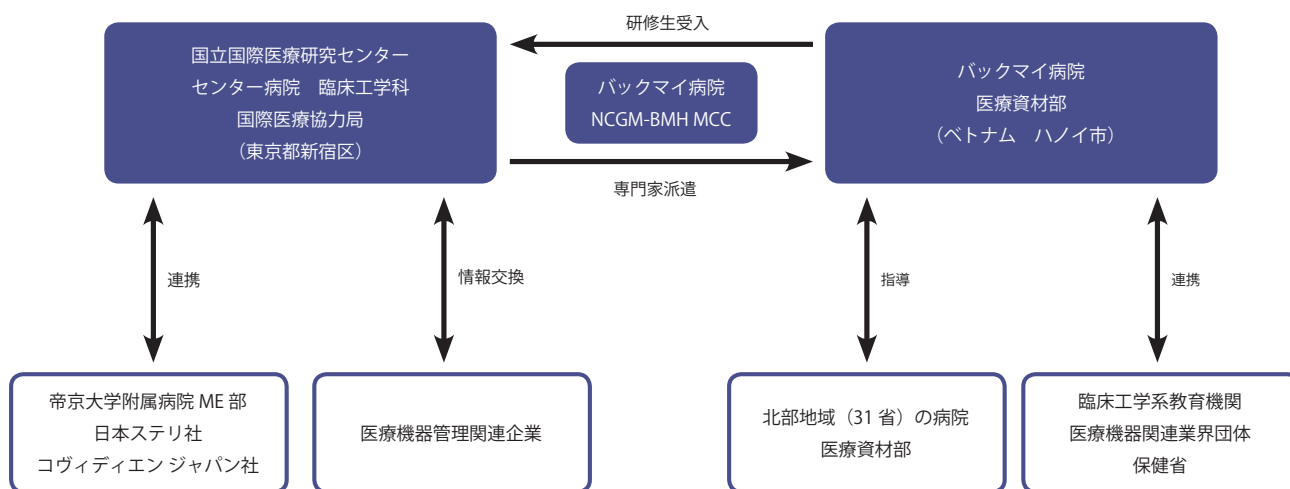 研修生受入
国立国際医療研究センター
センター病院　臨床工学科
国際医療協力局
（東京都新宿区）
バックマイ病院
NCGM-BMH MCC
バックマイ病院
医療資材部
（ベトナム　ハノイ市）
専門家派遣
連携
情報交換
指導
連携
帝京大学附属病院 ME 部
日本ステリ社
コヴィディエン ジャパン社
医療機器管理関連企業
北部地域（31 省）の病院
医療資材部
臨床工学系教育機関
医療機器関連業界団体
保健省